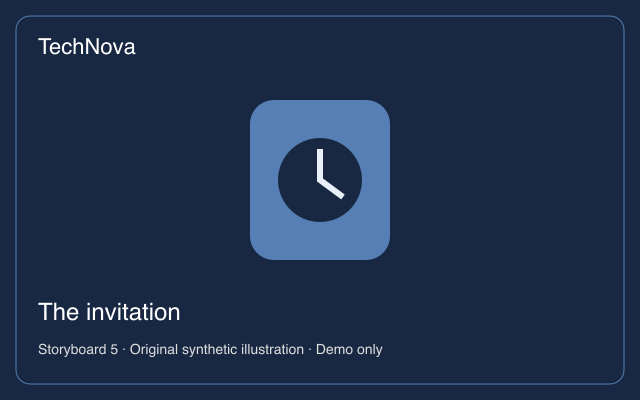 TechNova
The invitation
Storyboard 5 · Original synthetic illustration · Demo only